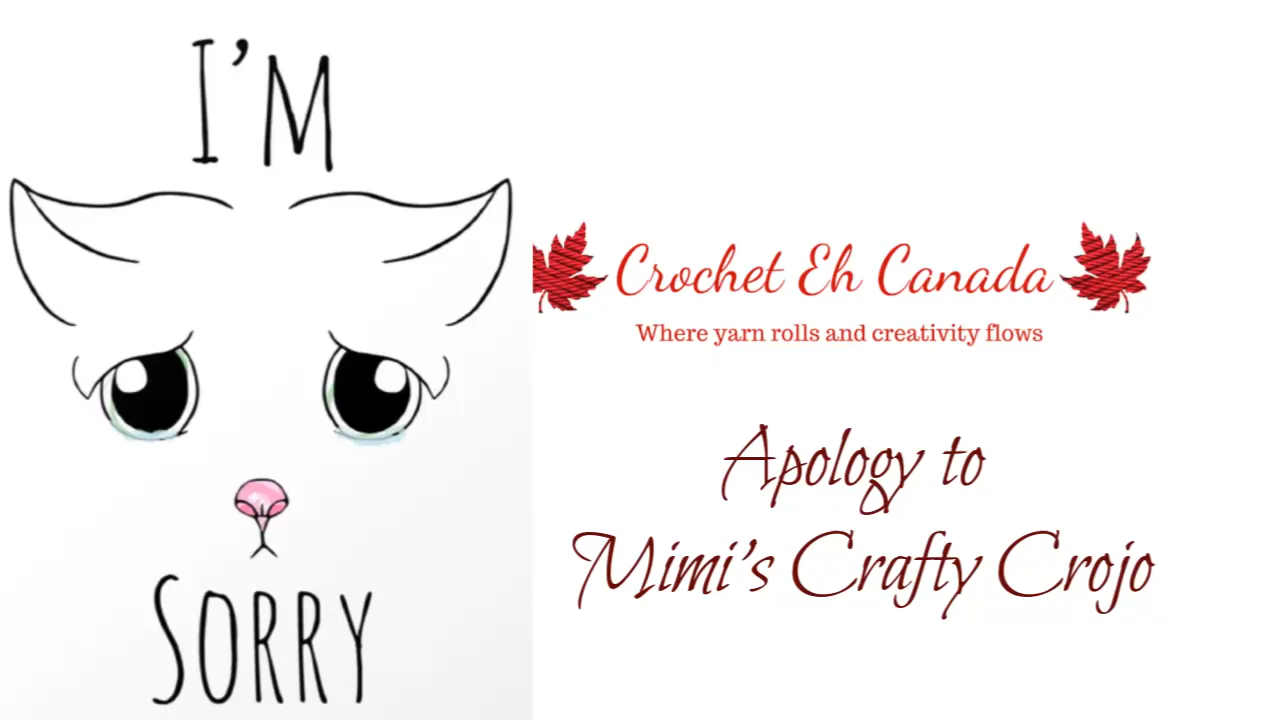 I'M
SORRY
Crochet Eh Canada
Where yarn rolls and creativity flows
Apology to
Mimi's Crafty Crojo